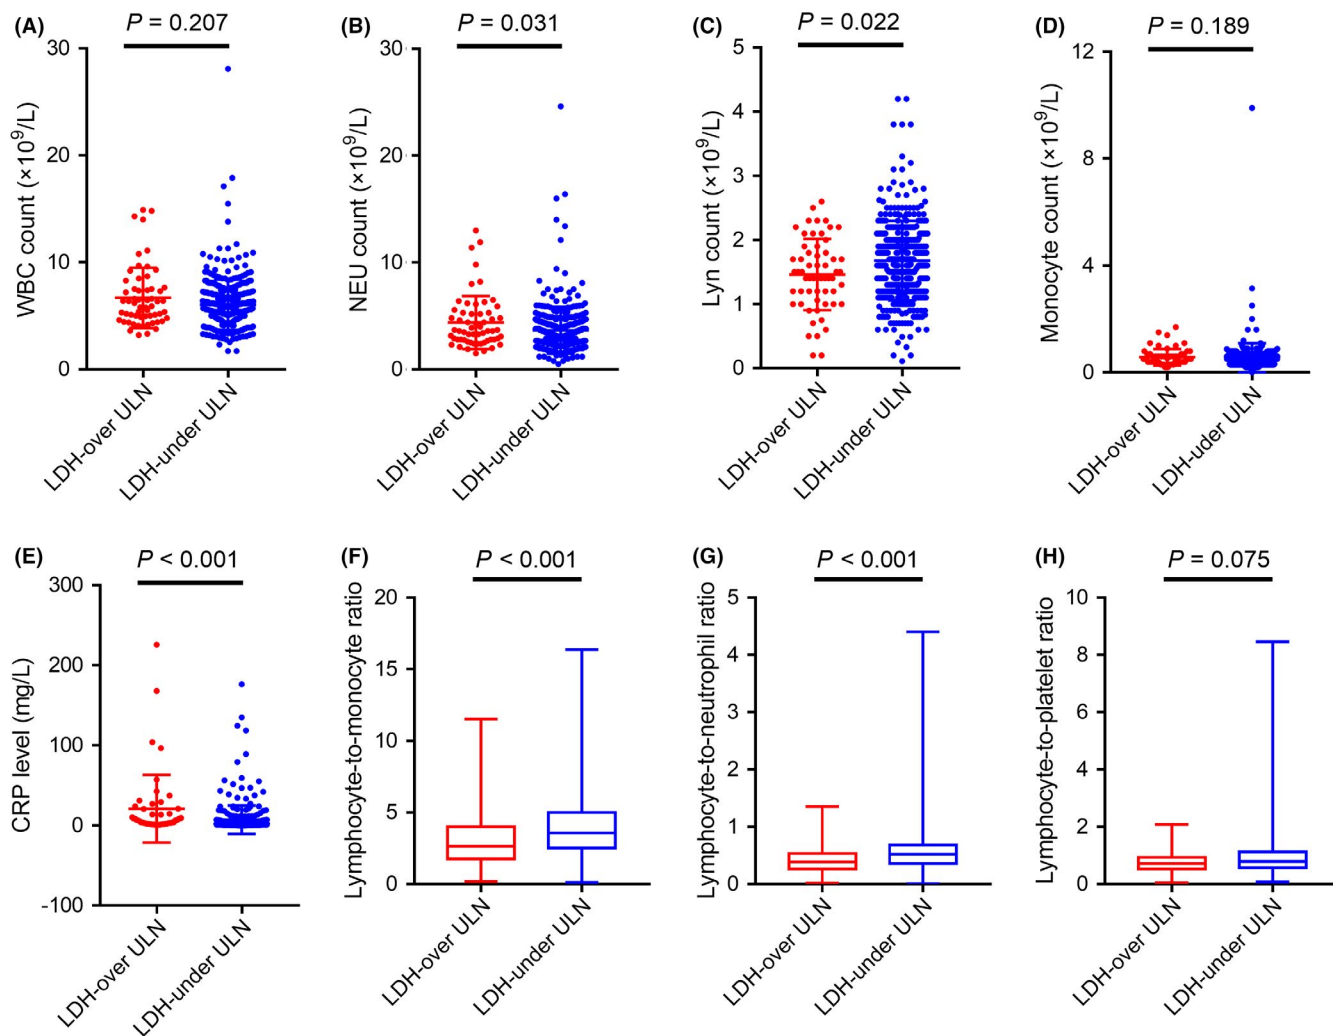 (A)
P = 0.207
WBC count (×10⁹/L)
30
20
10
0
LDH-over ULN
LDH-under ULN
(B)
P = 0.031
NEU count (×10⁹/L)
30
20
10
0
LDH-over ULN
LDH-under ULN
(C)
P = 0.022
Lyn count (×10⁹/L)
5
4
3
2
1
0
LDH-over ULN
LDH-under ULN
(D)
P = 0.189
Monocyte count (×10⁹/L)
12
8
4
0
LDH-over ULN
LDH-uder ULN
(E)
P < 0.001
CRP level (mg/L)
300
200
100
0
-100
LDH-over ULN
LDH-under ULN
(F)
P < 0.001
Lymphocyte-to-monocyte ratio
20
15
10
5
0
LDH-over ULN
LDH-under ULN
(G)
P < 0.001
Lymphocyte-to-neutrophil ratio
5
4
3
2
1
0
LDH-over ULN
LDH-under ULN
(H)
P = 0.075
Lymphocyte-to-platelet ratio
10
8
6
4
2
0
LDH-over ULN
LDH-under ULN